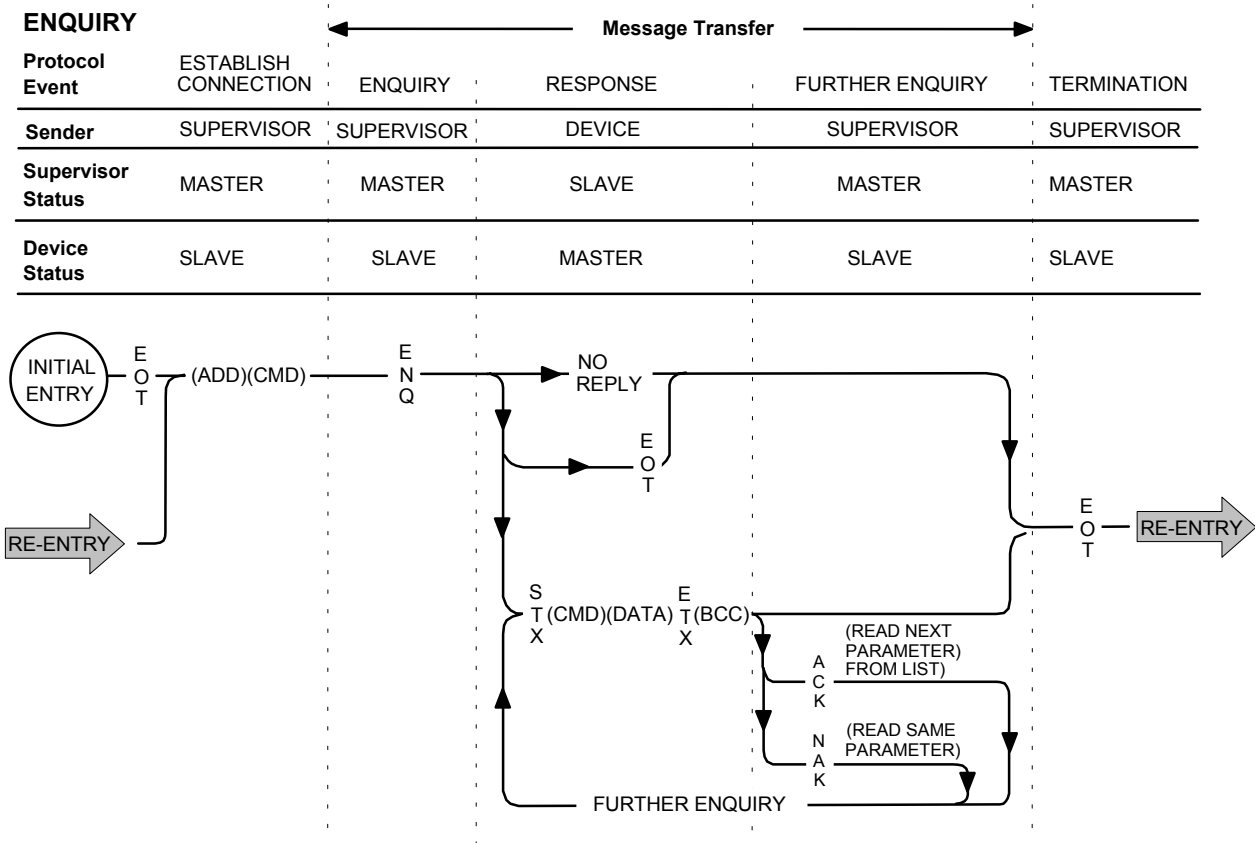 ENQUIRY
Message Transfer
Protocol
Event
ESTABLISH
CONNECTION
ENQUIRY
RESPONSE
FURTHER ENQUIRY
TERMINATION
Sender
SUPERVISOR
SUPERVISOR
DEVICE
SUPERVISOR
SUPERVISOR
Supervisor
Status
MASTER
MASTER
SLAVE
MASTER
MASTER
Device
Status
SLAVE
SLAVE
MASTER
SLAVE
SLAVE
INITIAL
ENTRY
EOT
(ADD)(CMD)
ENQ
NO
REPLY
EOT
RE-ENTRY
EOT
RE-ENTRY
STX
(CMD)(DATA)
ETX
(BCC)
(READ NEXT
PARAMETER)
FROM LIST)
ACK
(READ SAME
PARAMETER)
NAK
FURTHER ENQUIRY